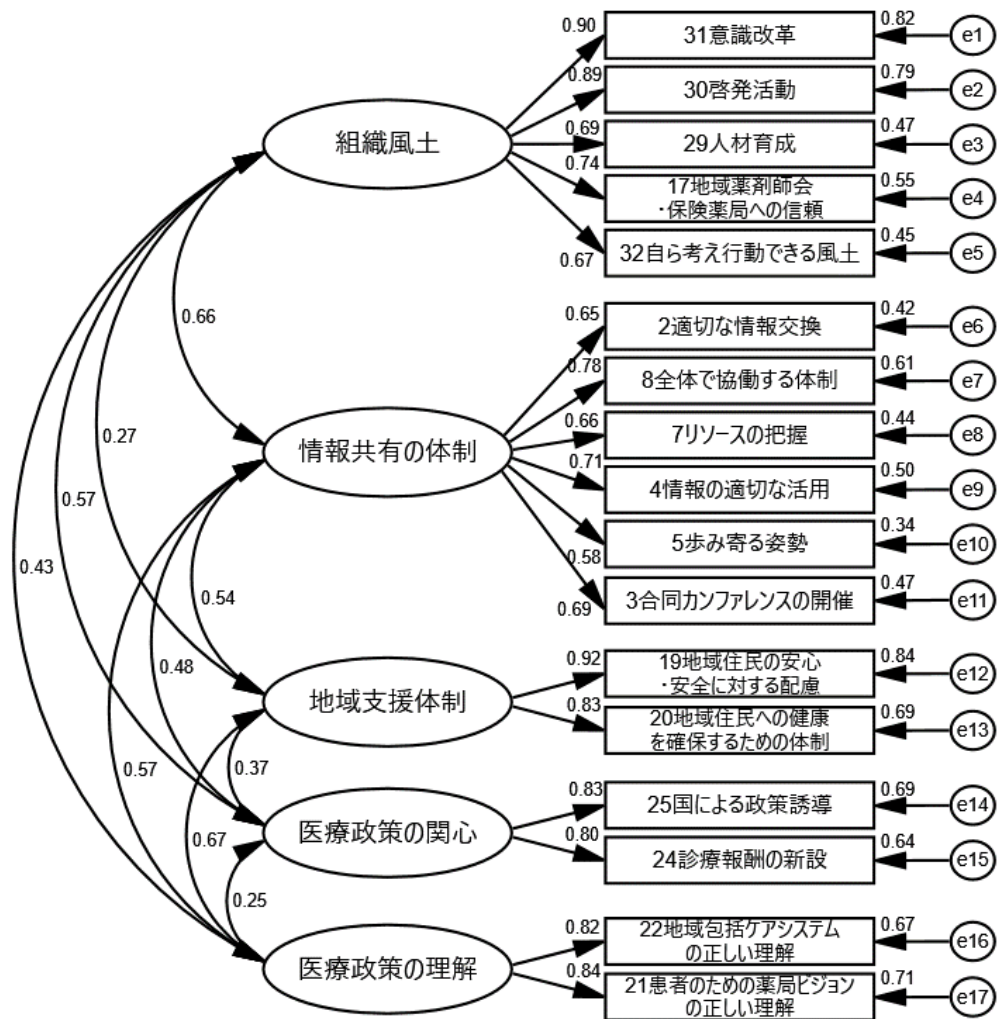 0.90
31意識改革
0.82
e1
0.89
30啓発活動
0.79
e2
組織風土
0.69
29人材育成
0.47
e3
0.74
17地域薬剤師会
・保険薬局への信頼
0.55
e4
0.67
32自ら考え行動できる風土
0.45
e5
0.66
0.65
2適切な情報交換
0.42
e6
0.78
8全体で協働する体制
0.61
e7
0.27
情報共有の体制
0.66
7リソースの把握
0.44
e8
0.71
4情報の適切な活用
0.50
e9
0.57
0.58
5歩み寄る姿勢
0.34
e10
0.43
0.54
0.69
3合同カンファレンスの開催
0.47
e11
0.48
地域支援体制
0.92
19地域住民の安心
・安全に対する配慮
0.84
e12
0.83
20地域住民への健康
を確保するための体制
0.69
e13
0.57
0.37
0.83
25国による政策誘導
0.69
e14
医療政策の関心
0.67
0.80
24診療報酬の新設
0.64
e15
0.25
0.82
22地域包括ケアシステム
の正しい理解
0.67
e16
医療政策の理解
0.84
21患者のための薬局ビジョン
の正しい理解
0.71
e17